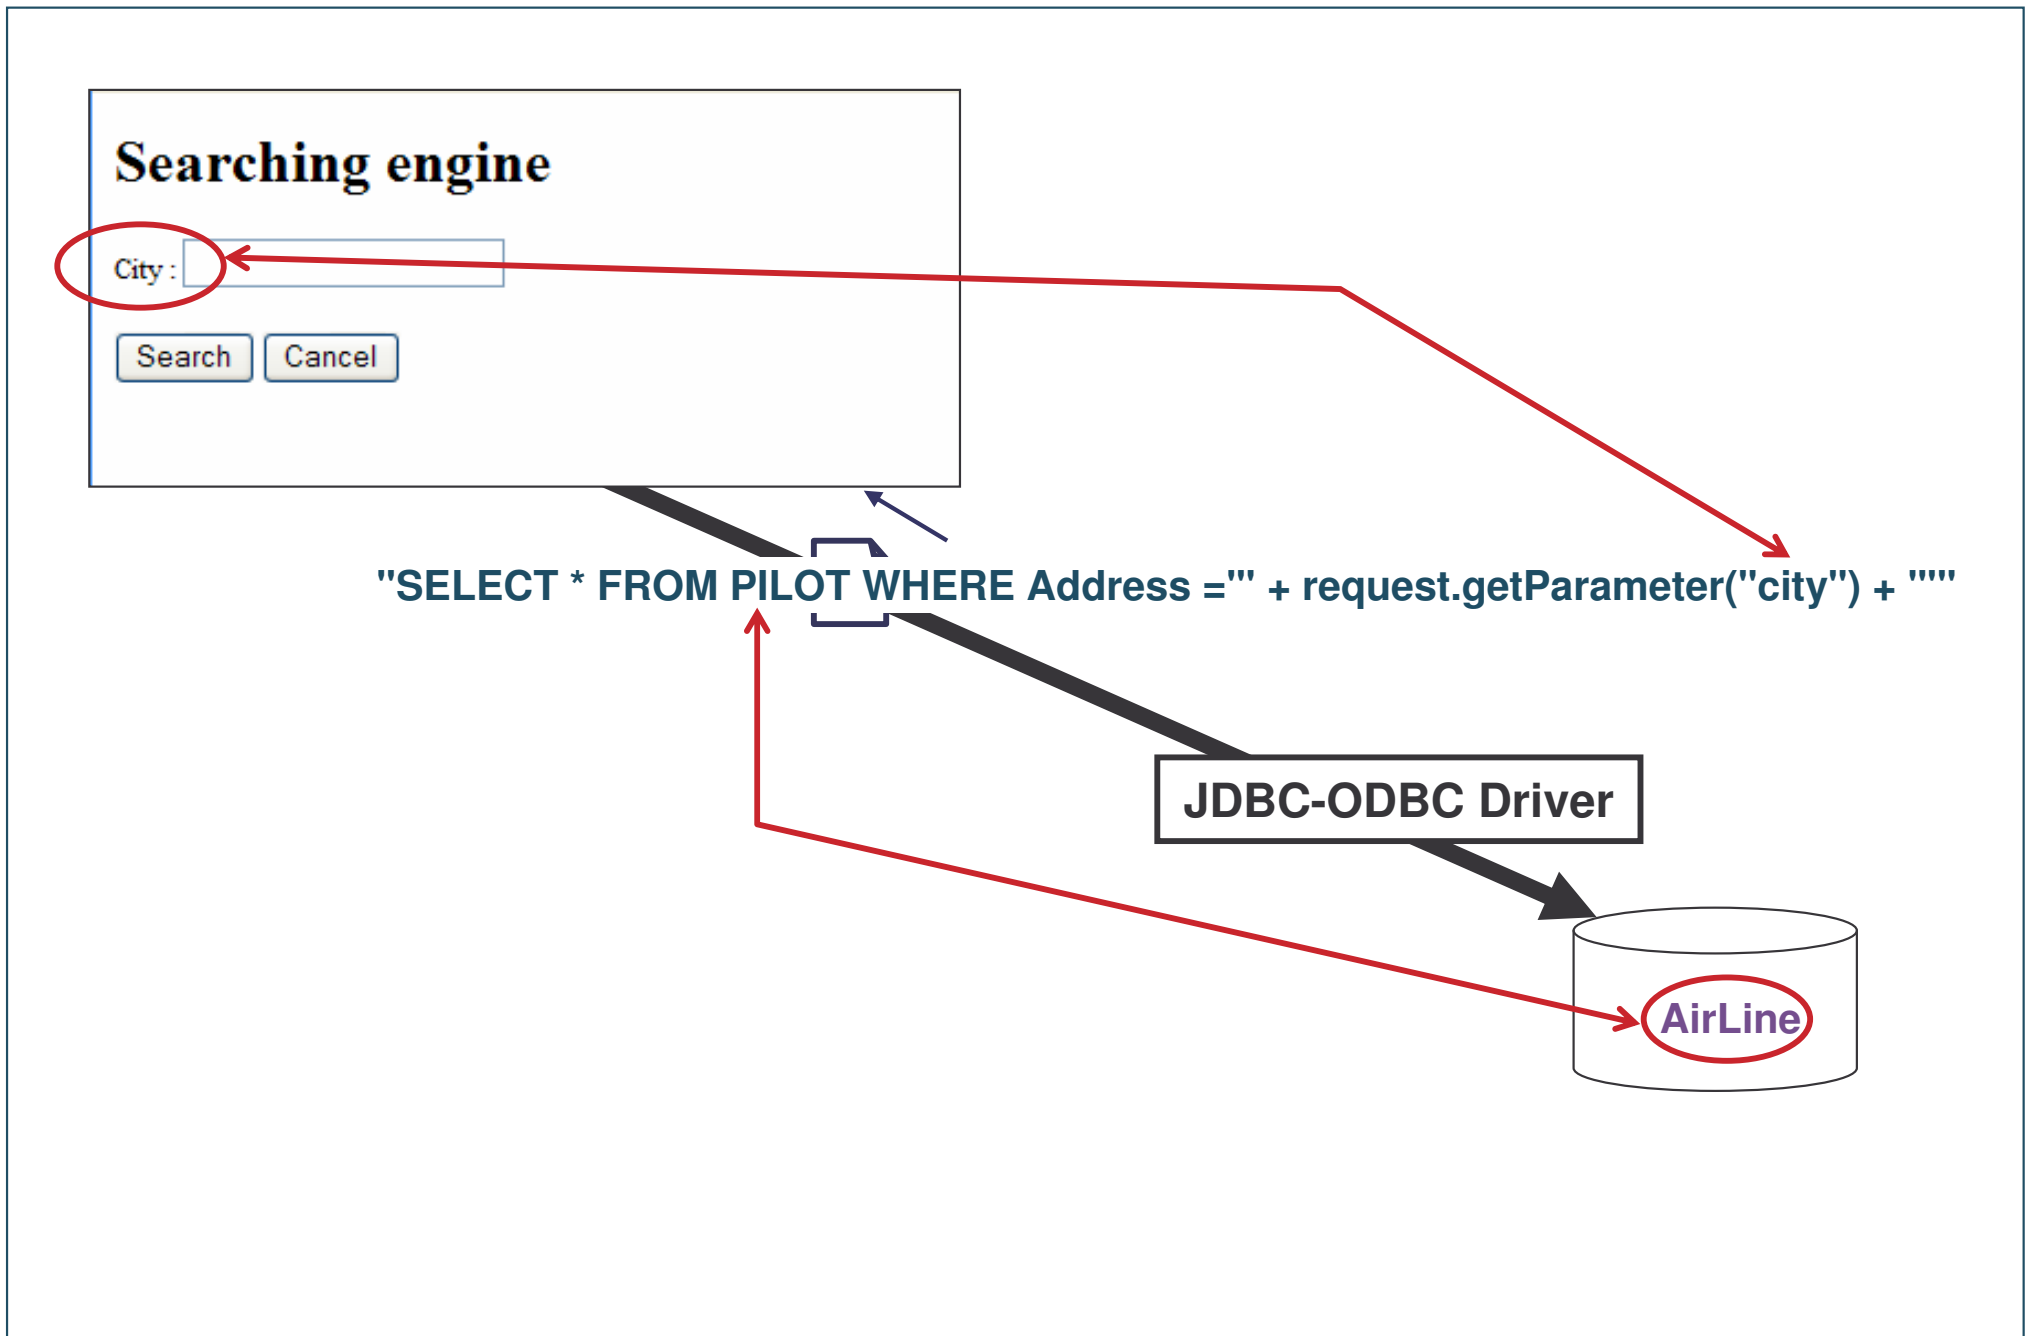 Searching engine
City :
Search Cancel
"SELECT * FROM PILOT WHERE Address ='" + request.getParameter("city") + "'"
JDBC-ODBC Driver
AirLine